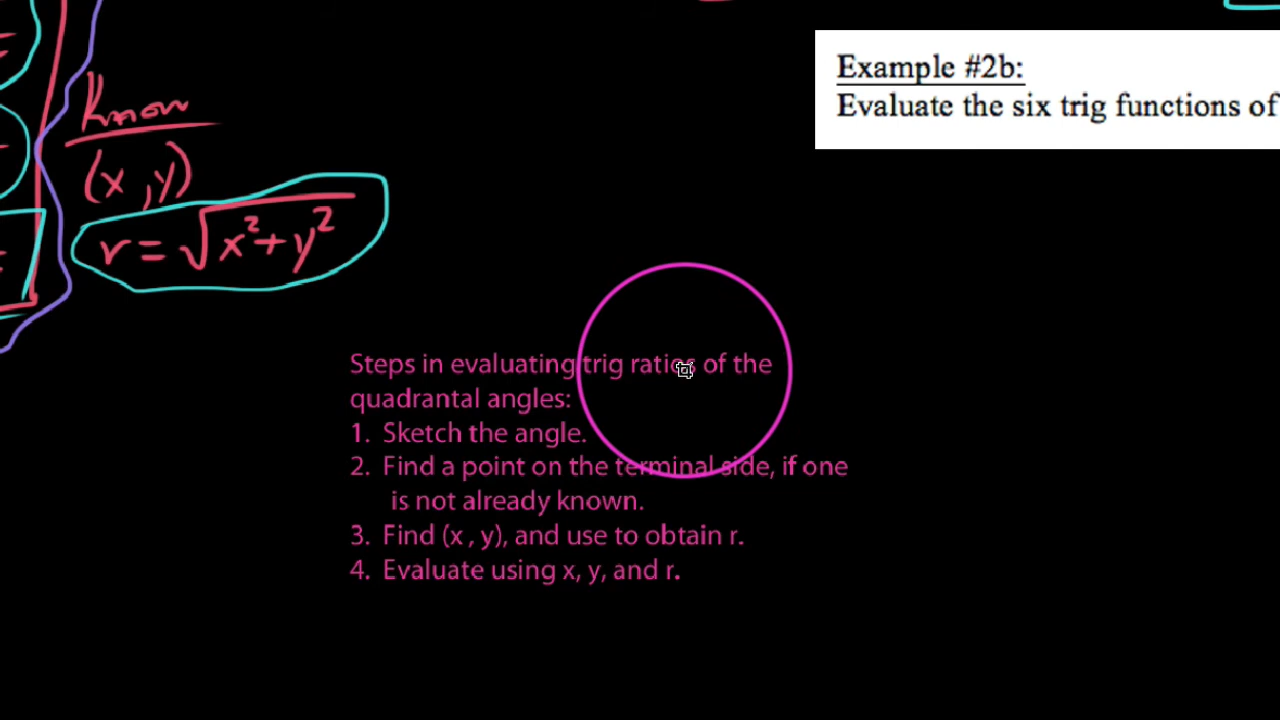 Know
(x, y)
r = √x²+y²
Example #2b:
Evaluate the six trig functions of
Steps in evaluating trig ratios of the
quadrantal angles:
1. Sketch the angle.
2. Find a point on the terminal side, if one
is not already known.
3. Find (x , y), and use to obtain r.
4. Evaluate using x, y, and r.